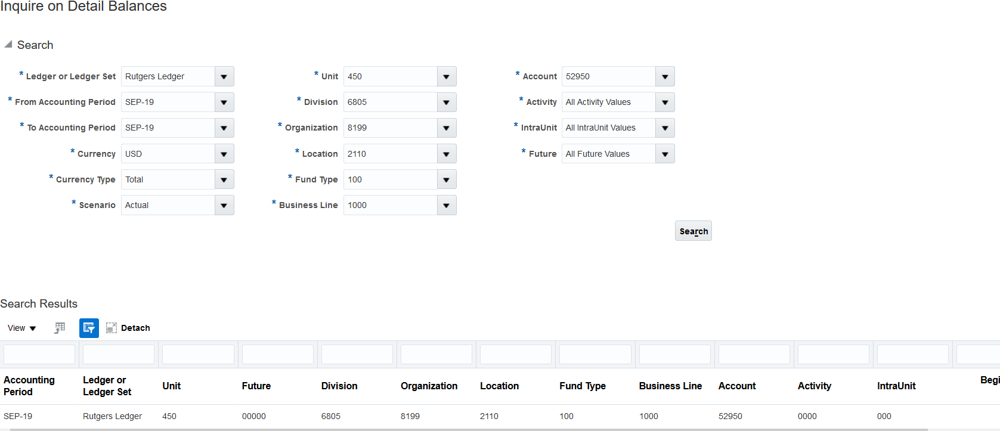 Inquire on Detail Balances
Search
* Ledger or Ledger Set Rutgers Ledger * Unit 450 * Account 52950
* From Accounting Period SEP-19 * Division 6805 * Activity All Activity Values
* To Accounting Period SEP-19 * Organization 8199 * IntraUnit All IntraUnit Values
* Currency USD * Location 2110 * Future All Future Values
* Currency Type Total * Fund Type 100
* Scenario Actual * Business Line 1000
Search
Search Results
View Detach
Accounting Period Ledger or Ledger Set Unit Future Division Organization Location Fund Type Business Line Account Activity IntraUnit Begi
SEP-19 Rutgers Ledger 450 00000 6805 8199 2110 100 1000 52950 0000 000